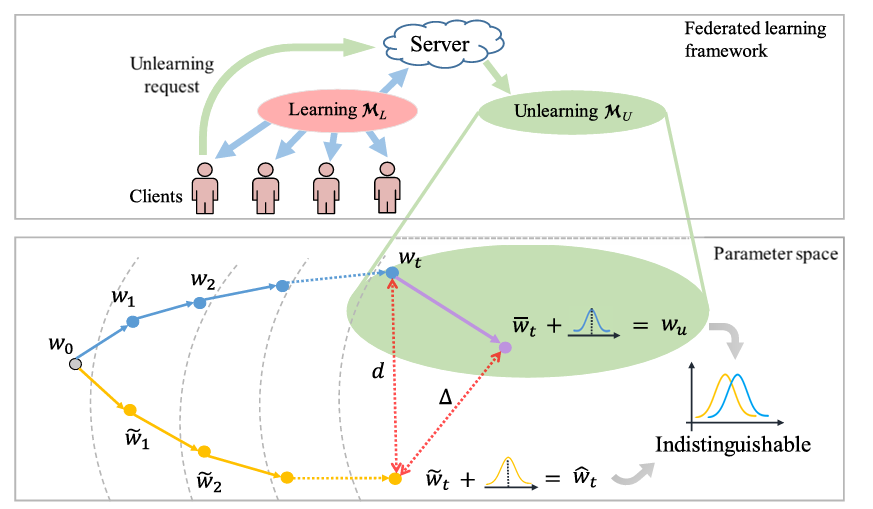 Federated learning
framework
Server
Unlearning
request
Learning 𝓜_L
Unlearning 𝓜_U
Clients
Parameter space
w_t
w_2
w_1
w_0
w̅_t + = w_u
d
Δ
w̃_1
w̃_2
w̃_t + = ŵ_t
Indistinguishable